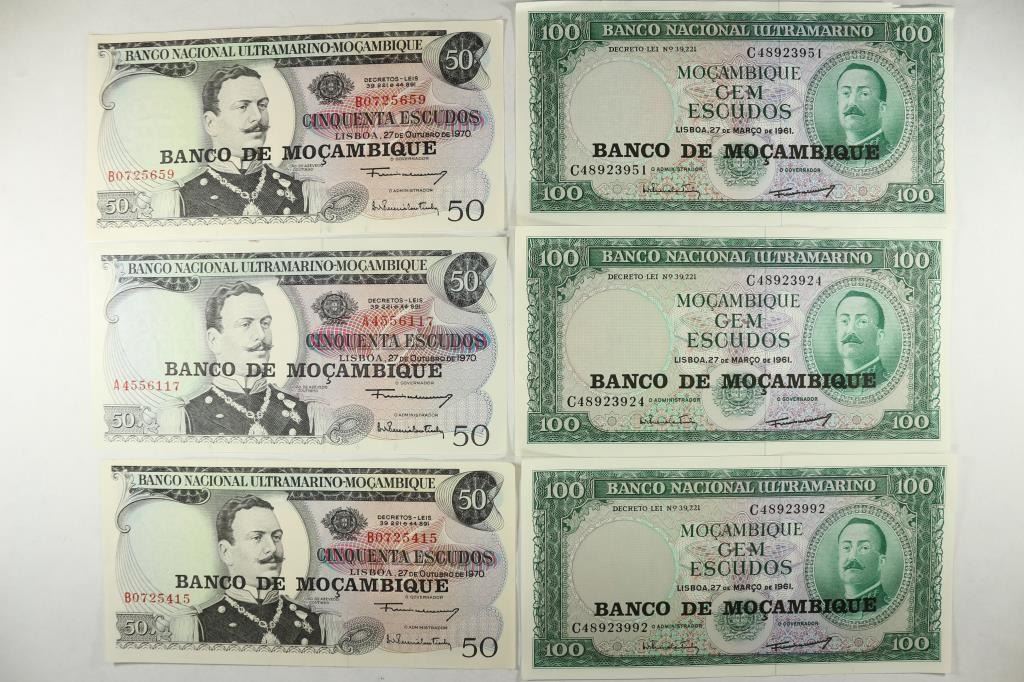 BANCO NACIONAL ULTRAMARINO-MOÇAMBIQUE
50
DECRETOS-LEIS
39 221 e 44 891
B0725659
CINQUENTA ESCUDOS
LISBOA, 27 DE OUTUBRO DE 1970
BANCO DE MOÇAMBIQUE
O GOVERNADOR
B0725659
O ADMINISTRADOR
50
50
BANCO NACIONAL ULTRAMARINO-MOÇAMBIQUE
50
DECRETOS-LEIS
39 221 e 44 891
A4556117
CINQUENTA ESCUDOS
LISBOA, 27 DE OUTUBRO DE 1970
BANCO DE MOÇAMBIQUE
O GOVERNADOR
A4556117
O ADMINISTRADOR
50
50
BANCO NACIONAL ULTRAMARINO-MOÇAMBIQUE
50
DECRETOS-LEIS
39 221 e 44 891
B0725415
CINQUENTA ESCUDOS
LISBOA, 27 DE OUTUBRO DE 1970
BANCO DE MOÇAMBIQUE
O GOVERNADOR
B0725415
O ADMINISTRADOR
50
50
100 BANCO NACIONAL ULTRAMARINO 100
DECRETO LEI Nº 39,221 C48923951
MOÇAMBIQUE
CEM
ESCUDOS
LISBOA, 27 DE MARÇO DE 1961.
BANCO DE MOÇAMBIQUE
C48923951 O ADMINISTRADOR O GOVERNADOR
100 100
100 BANCO NACIONAL ULTRAMARINO 100
DECRETO LEI Nº 39,221 C48923924
MOÇAMBIQUE
CEM
ESCUDOS
LISBOA, 27 DE MARÇO DE 1961.
BANCO DE MOÇAMBIQUE
C48923924 O ADMINISTRADOR O GOVERNADOR
100 100
100 BANCO NACIONAL ULTRAMARINO 100
DECRETO LEI Nº 39,221 C48923992
MOÇAMBIQUE
CEM
ESCUDOS
LISBOA, 27 DE MARÇO DE 1961.
BANCO DE MOÇAMBIQUE
C48923992 O ADMINISTRADOR O GOVERNADOR
100 100